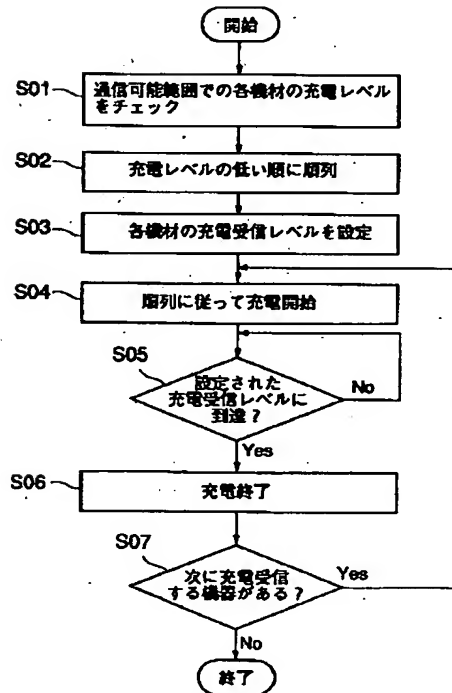 開始
S01
通信可能範囲での各機材の充電レベル
をチェック
S02
充電レベルの低い順に順列
S03
各機材の充電受信レベルを設定
S04
順列に従って充電開始
S05
設定された
充電受信レベルに
到達？
No
Yes
S06
充電終了
S07
次に充電受信
する機器がある？
Yes
No
終了